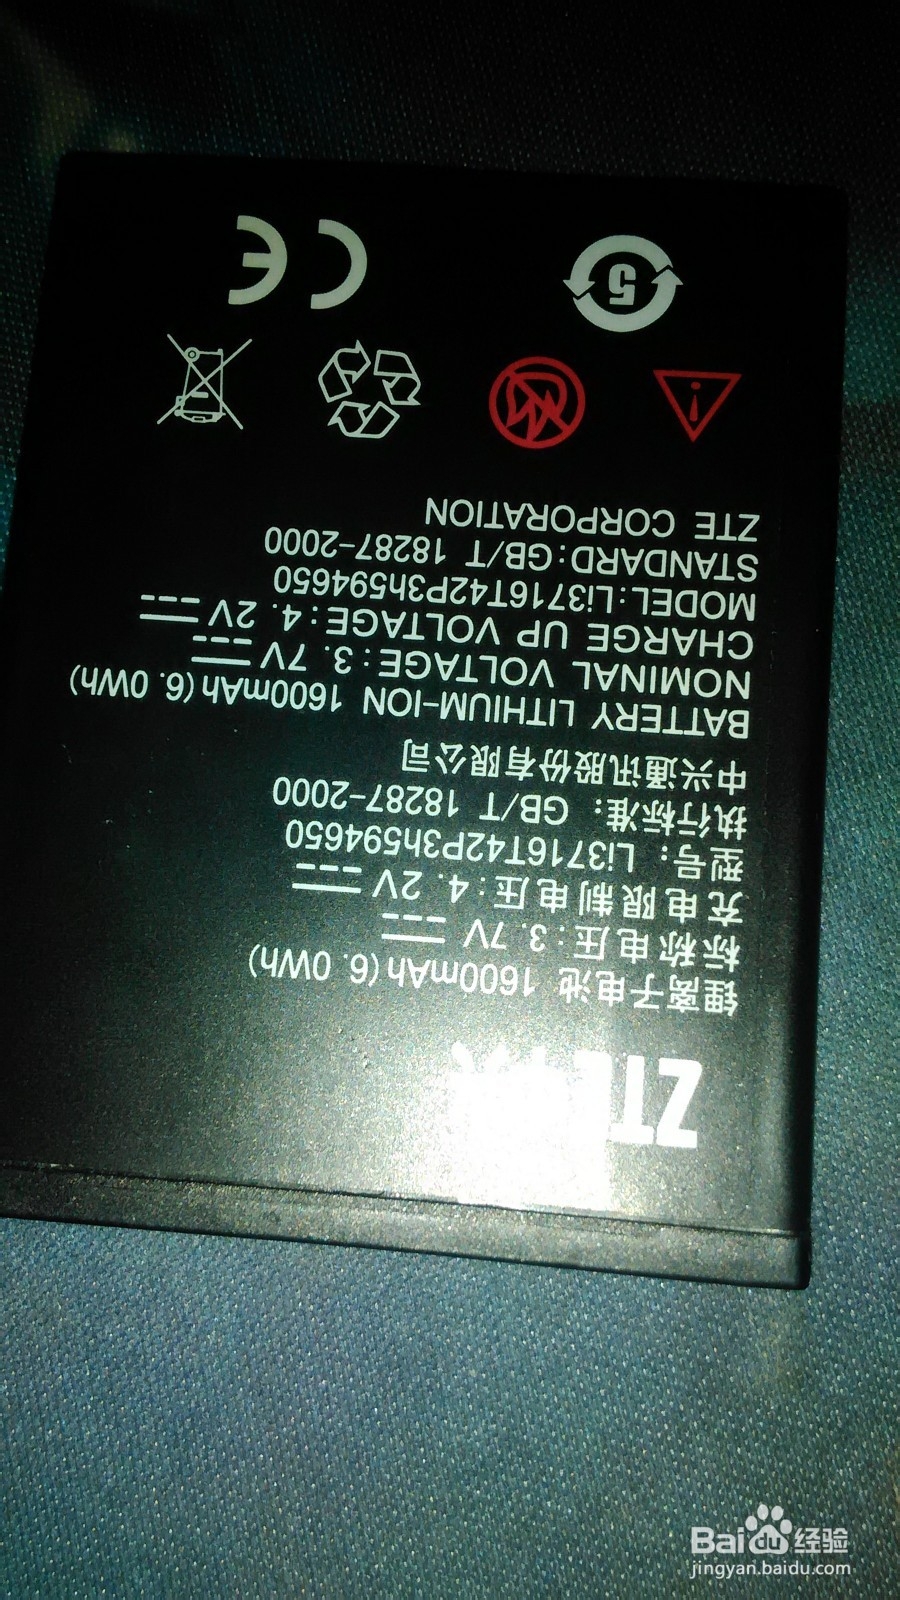 ZTE
锂离子电池 1600mAh(6.0Wh)
标称电压:3.7V
充电限制电压:4.2V
型号: Li3716T42P3h594650
执行标准: GB/T 18287-2000
中兴通讯股份有限公司
BATTERY LITHIUM-ION 1600mAh(6.0Wh)
NOMINAL VOLTAGE:3.7V
CHARGE UP VOLTAGE:4.2V
MODEL:Li3716T42P3h594650
STANDARD:GB/T 18287-2000
ZTE CORPORATION
5
CE
Baidu经验
jingyan.baidu.com